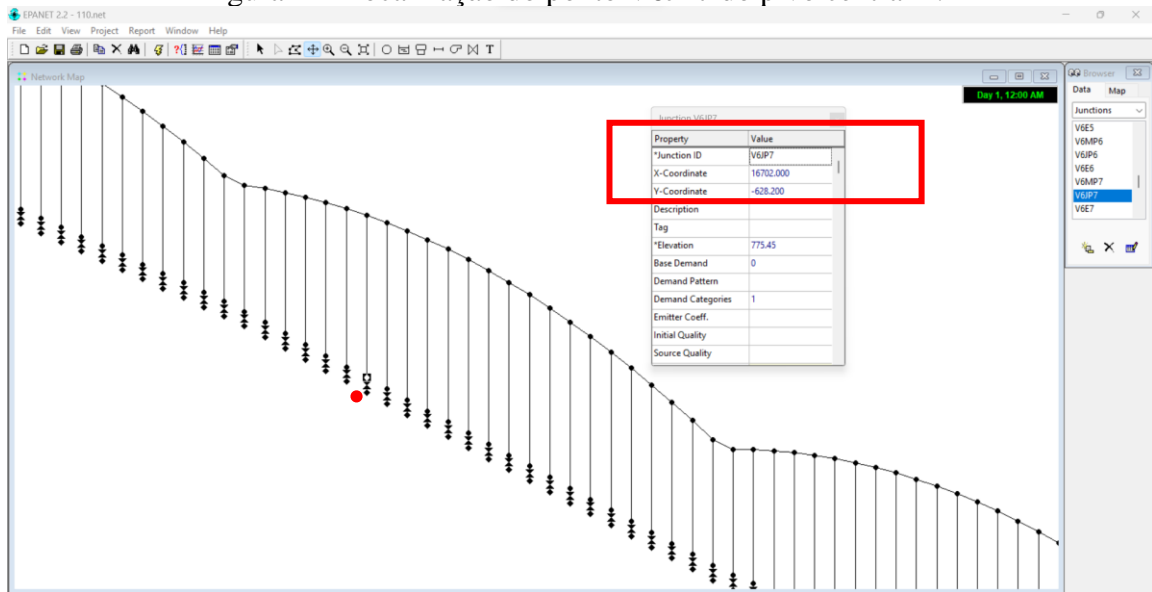 EPANET 2.2 - 110.net
File Edit View Project Report Window Help
T
Network Map
Day 1, 12:00 AM
Junction V6JP7
Property Value
*Junction ID V6JP7
X-Coordinate 16702.000
Y-Coordinate -628.200
Description
Tag
*Elevation 775.45
Base Demand 0
Demand Pattern
Demand Categories 1
Emitter Coeff.
Initial Quality
Source Quality
Browser
Data Map
Junctions
V6E5
V6MP6
V6JP6
V6E6
V6MP7
V6JP7
V6E7